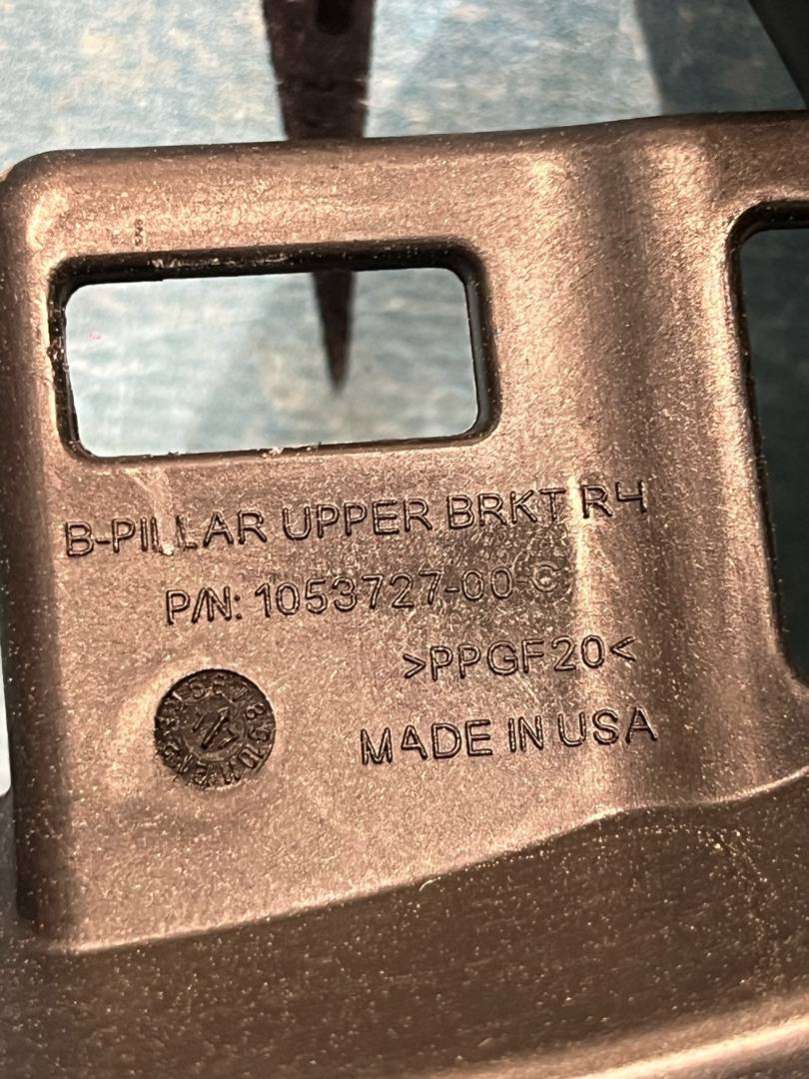 B-PILLAR UPPER BRKT RH
P/N: 1053727-00-C
>PPGF20<
MADE IN USA